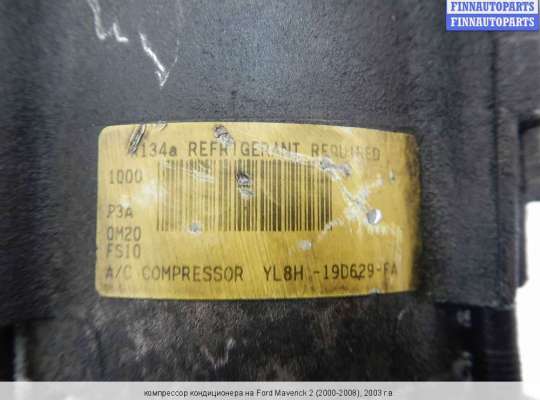 FINNAUTOPARTS
FINNAUTOPARTS
R134a REFRIGERANT REQUIRED
1000
P3A
0M20
FS10
A/C COMPRESSOR YL8H-19D629-FA
компрессор кондиционера на Ford Maverick 2 (2000-2008), 2003 г.в.